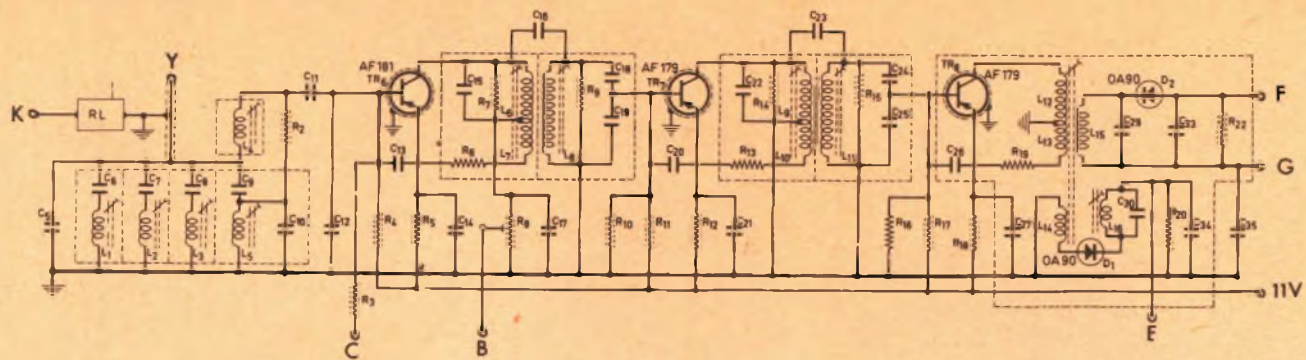 C16
C23
C11
AF 181
TR6
C15
R7
L6
C18
R9
C19
AF 179
TR7
C22
R14
L9
C24
R15
C25
TR8
AF 179
OA90
D2
F
Y
K
RL
R2
L12
L13
L15
C29
C33
R22
C13
R6
L7
L8
C20
R13
L10
L11
C26
R19
G
C5
C6
C7
C8
C9
C10
C12
R4
R5
C14
R8
C17
R10
R11
R12
C21
R16
R17
R18
C27
L14
L16
C30
R20
C34
C35
L1
L2
L3
L5
OA90
D1
R3
11V
C
B
E